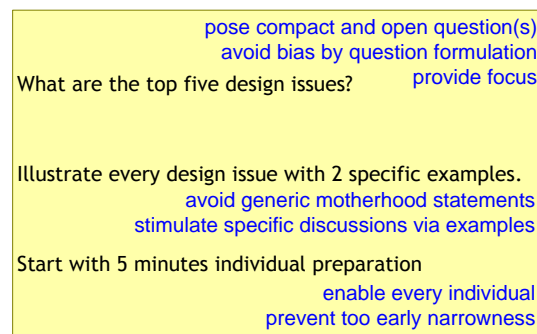 pose compact and open question(s)
avoid bias by question formulation
What are the top five design issues? provide focus
Illustrate every design issue with 2 specific examples.
avoid generic motherhood statements
stimulate specific discussions via examples
Start with 5 minutes individual preparation
enable every individual
prevent too early narrowness